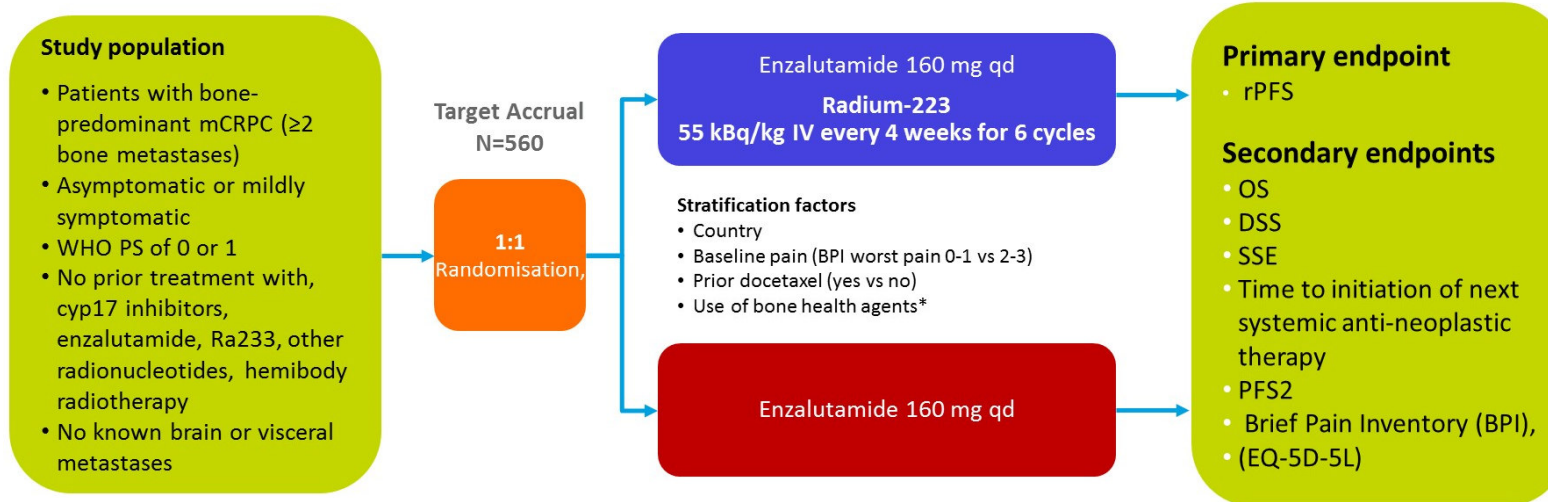 Study population
• Patients with bone-
predominant mCRPC (≥2
bone metastases)
• Asymptomatic or mildly
symptomatic
• WHO PS of 0 or 1
• No prior treatment with,
cyp17 inhibitors,
enzalutamide, Ra233, other
radionucleotides, hemibody
radiotherapy
• No known brain or visceral
metastases
Target Accrual
N=560
1:1
Randomisation,
Enzalutamide 160 mg qd
Radium-223
55 kBq/kg IV every 4 weeks for 6 cycles
Stratification factors
• Country
• Baseline pain (BPI worst pain 0-1 vs 2-3)
• Prior docetaxel (yes vs no)
• Use of bone health agents*
Enzalutamide 160 mg qd
Primary endpoint
• rPFS
Secondary endpoints
• OS
• DSS
• SSE
• Time to initiation of next
systemic anti-neoplastic
therapy
• PFS2
• Brief Pain Inventory (BPI),
• (EQ-5D-5L)